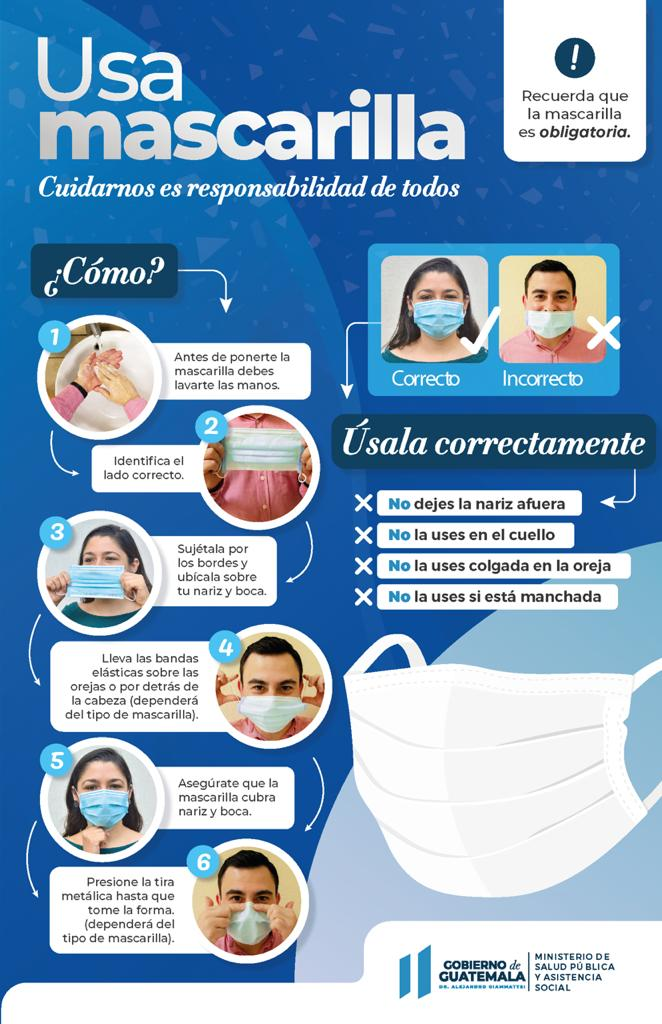 Usa
mascarilla
Cuidarnos es responsabilidad de todos
!
Recuerda que
la mascarilla
es obligatoria.
¿Cómo?
1
Antes de ponerte la
mascarilla debes
lavarte las manos.
2
Identifica el
lado correcto.
3
Sujétala por
los bordes y
ubícala sobre
tu nariz y boca.
4
Lleva las bandas
elásticas sobre las
orejas o por detrás de
la cabeza (dependerá
del tipo de mascarilla).
5
Asegúrate que la
mascarilla cubra
nariz y boca.
6
Presione la tira
metálica hasta que
tome la forma.
(dependerá del
tipo de mascarilla).
Correcto
Incorrecto
Úsala correctamente
No dejes la nariz afuera
No la uses en el cuello
No la uses colgada en la oreja
No la uses si está manchada
GOBIERNO de
GUATEMALA
DR. ALEJANDRO GIAMMATTEI
MINISTERIO DE
SALUD PÚBLICA
Y ASISTENCIA
SOCIAL